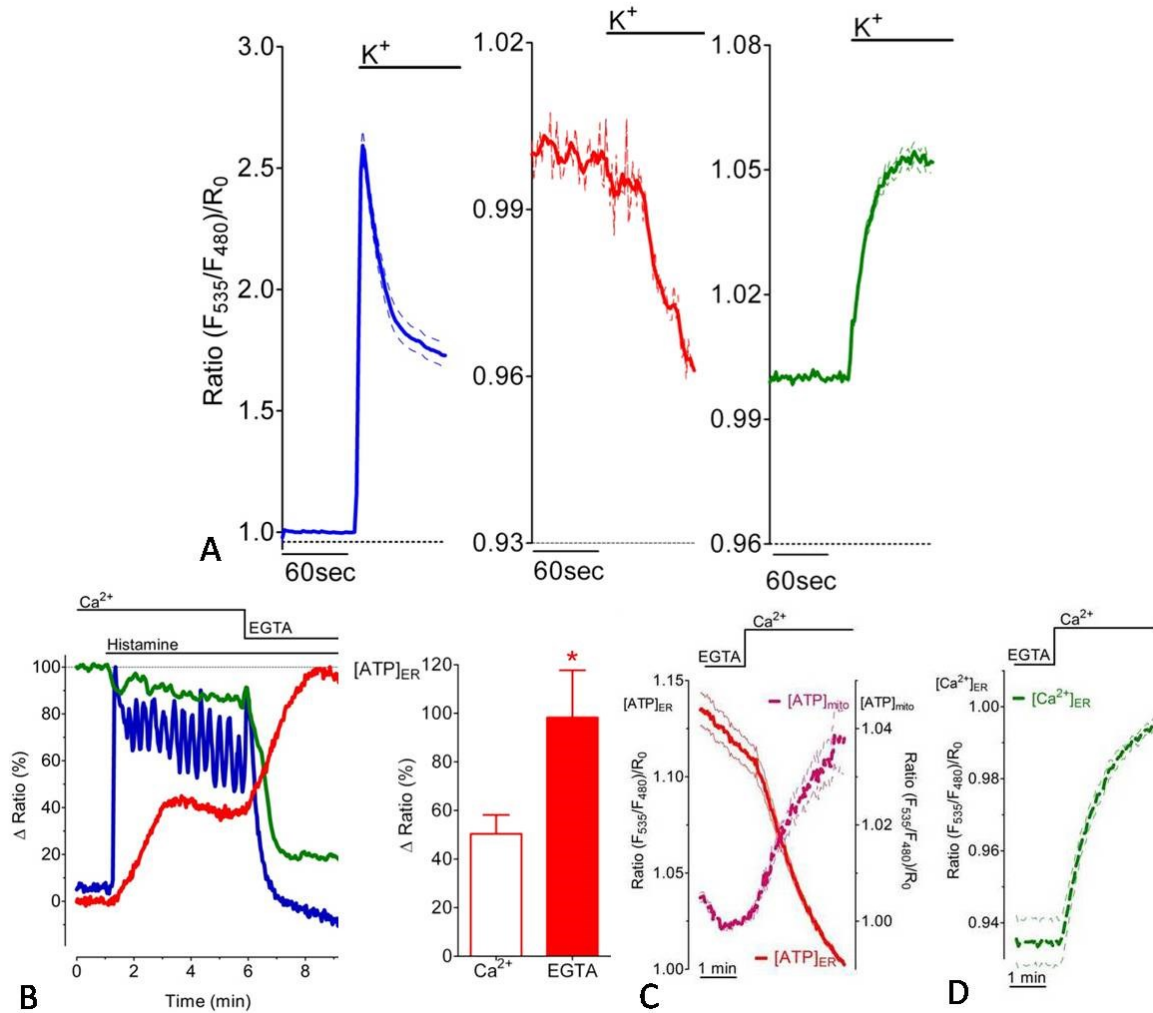 K⁺
K⁺
K⁺
Ratio (F₅₃₅/F₄₈₀)/R₀
3.0
2.5
2.0
1.5
1.0
60sec
1.02
0.99
0.96
0.93
60sec
1.08
1.05
1.02
0.99
0.96
60sec
A
Ca²⁺
EGTA
Histamine
Δ Ratio (%)
100
80
60
40
20
0
0 2 4 6 8
Time (min)
B
[ATP]ER
Δ Ratio (%)
120
100
80
60
40
20
0
*
Ca²⁺ EGTA
Ca²⁺
EGTA
[ATP]ER
Ratio (F₅₃₅/F₄₈₀)/R₀
1.15
1.10
1.05
1.00
[ATP]mito
[ATP]mito
1.04
1.02
1.00
Ratio (F₅₃₅/F₄₈₀)/R₀
[ATP]ER
1 min
C
Ca²⁺
EGTA
[Ca²⁺]ER
Ratio (F₅₃₅/F₄₈₀)/R₀
1.00
0.98
0.96
0.94
[Ca²⁺]ER
1 min
D